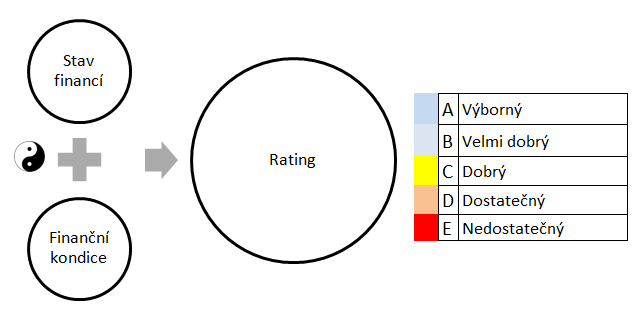 Stav
financí
Finanční
kondice
Rating
A Výborný
B Velmi dobrý
C Dobrý
D Dostatečný
E Nedostatečný